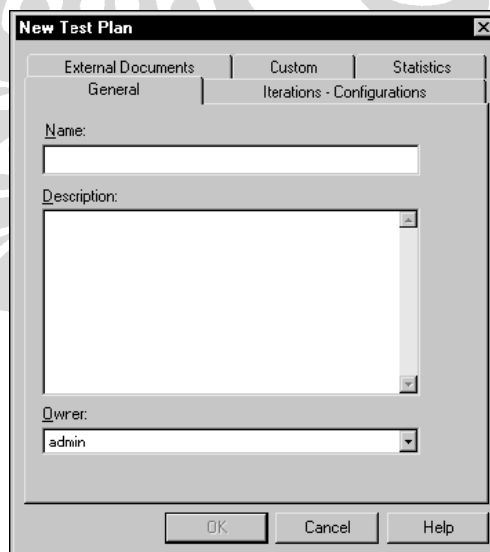 New Test Plan
External Documents Custom Statistics
General Iterations - Configurations
Name:
Description:
Owner:
admin
OK Cancel Help